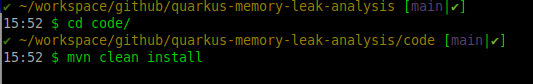 ✔ ~/workspace/github/quarkus-memory-leak-analysis [main|✔]
15:52 $ cd code/
✔ ~/workspace/github/quarkus-memory-leak-analysis/code [main|✔]
15:52 $ mvn clean install